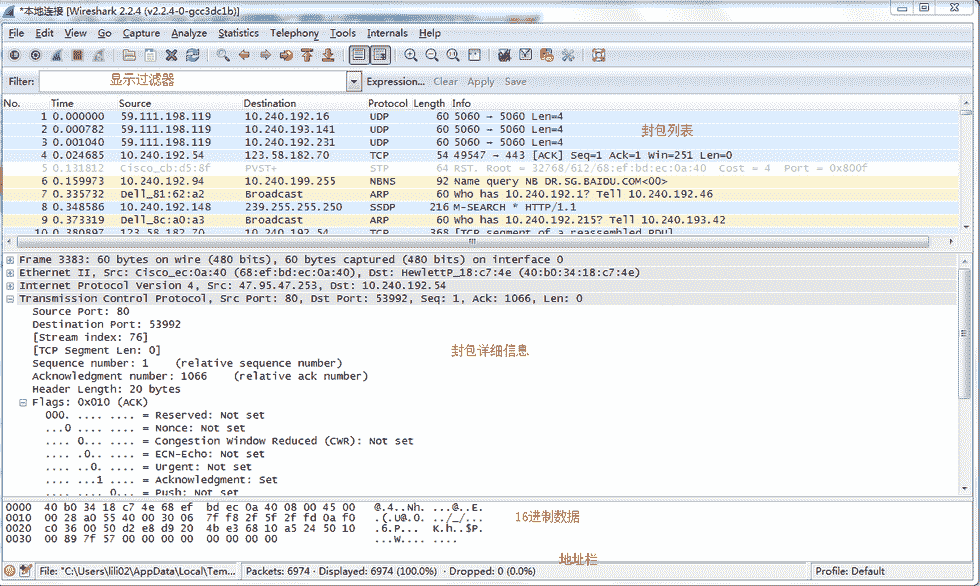 *本地连接 [Wireshark 2.2.4 (v2.2.4-0-gcc3dc1b)]
File Edit View Go Capture Analyze Statistics Telephony Tools Internals Help
Filter: 显示过滤器 Expression... Clear Apply Save
No. Time Source Destination Protocol Length Info
1 0.000000 59.111.198.119 10.240.192.16 UDP 60 5060 → 5060 Len=4
2 0.000782 59.111.198.119 10.240.193.141 UDP 60 5060 → 5060 Len=4
封包列表
3 0.001040 59.111.198.119 10.240.192.231 UDP 60 5060 → 5060 Len=4
4 0.024685 10.240.192.54 123.58.182.70 TCP 54 49547 → 443 [ACK] Seq=1 Ack=1 Win=251 Len=0
5 0.131812 Cisco_cb:d5:8f PVST+ STP 64 RST. Root = 32768/612/68:ef:bd:ec:0a:40 Cost = 4 Port = 0x800f
6 0.159973 10.240.192.94 10.240.199.255 NBNS 92 Name query NB DR.SG.BAIDU.COM<00>
7 0.335732 Dell_81:62:a2 Broadcast ARP 60 Who has 10.240.192.1? Tell 10.240.192.46
8 0.348586 10.240.192.148 239.255.255.250 SSDP 216 M-SEARCH * HTTP/1.1
9 0.373319 Dell_8c:a0:a3 Broadcast ARP 60 Who has 10.240.192.215? Tell 10.240.193.42
10 0.380897 123.58.182.70 10.240.192.54 TCP 368 [TCP segment of a reassembled PDU]
Frame 3383: 60 bytes on wire (480 bits), 60 bytes captured (480 bits) on interface 0
Ethernet II, Src: Cisco_ec:0a:40 (68:ef:bd:ec:0a:40), Dst: HewlettP_18:c7:4e (40:b0:34:18:c7:4e)
Internet Protocol Version 4, Src: 47.95.47.253, Dst: 10.240.192.54
Transmission Control Protocol, Src Port: 80, Dst Port: 53992, Seq: 1, Ack: 1066, Len: 0
Source Port: 80
Destination Port: 53992
[Stream index: 76]
[TCP Segment Len: 0]
封包详细信息
Sequence number: 1 (relative sequence number)
Acknowledgment number: 1066 (relative ack number)
Header Length: 20 bytes
Flags: 0x010 (ACK)
000. .... .... = Reserved: Not set
...0 .... .... = Nonce: Not set
.... 0... .... = Congestion Window Reduced (CWR): Not set
.... .0.. .... = ECN-Echo: Not set
.... ..0. .... = Urgent: Not set
.... ...1 .... = Acknowledgment: Set
.... .... 0... = Push: Not set
0000 40 b0 34 18 c7 4e 68 ef bd ec 0a 40 08 00 45 00 @.4..Nh. ...@..E.
0010 00 28 a0 55 40 00 30 06 7f f8 2f 5f 2f fd 0a f0 .(.U@.0. ../_/...
16进制数据
0020 c0 36 00 50 d2 e8 d9 20 4b e3 68 10 a5 24 50 10 .6.P... K.h..$P.
0030 00 89 7f 57 00 00 00 00 00 00 00 00 ...W.... ....
地址栏
File: "C:\Users\lili02\AppData\Local\Tem... Packets: 6974 · Displayed: 6974 (100.0%) · Dropped: 0 (0.0%) Profile: Default